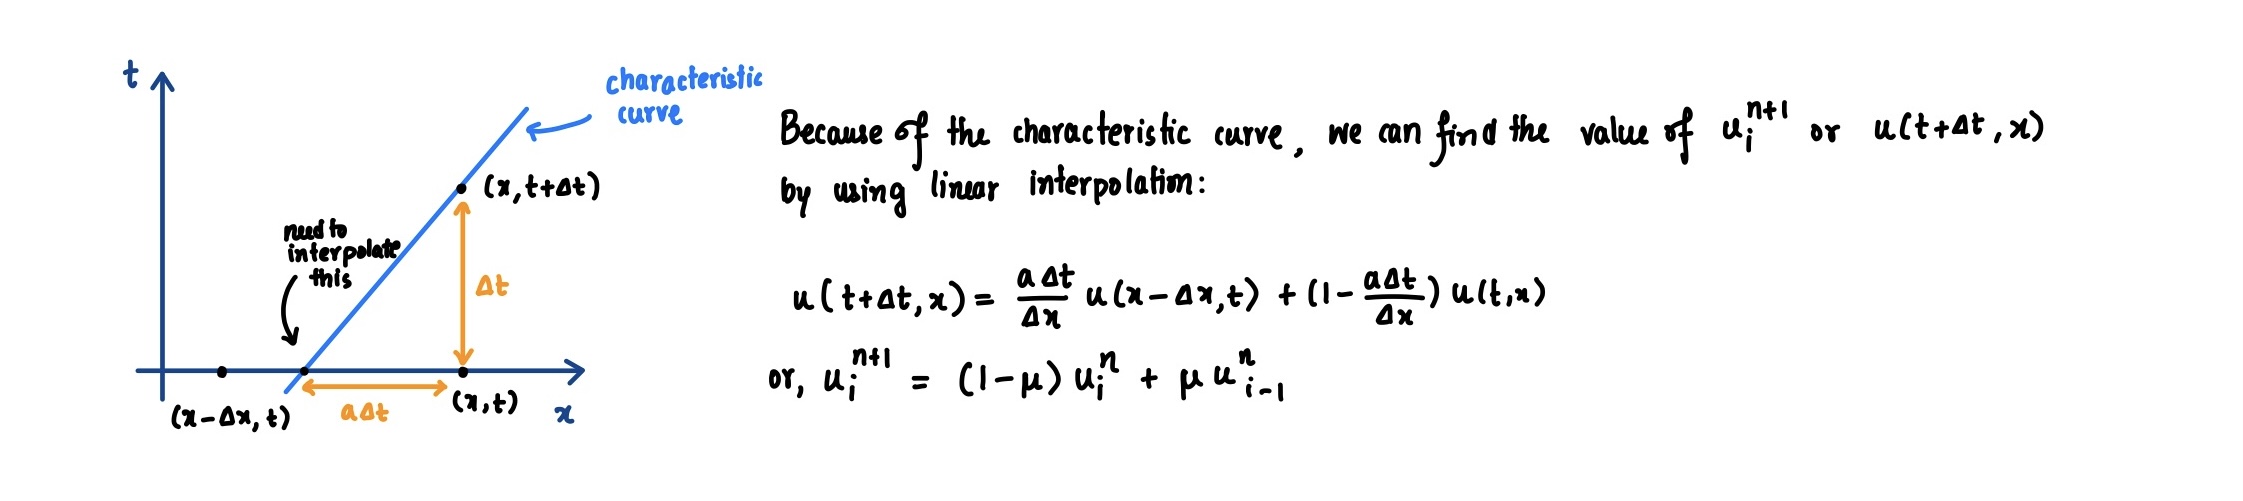 t
characteristic
curve
(x, t+Δt)
need to
interpolate
this
Δt
(x-Δx, t)
aΔt
(x, t)
x
Because of the characteristic curve, we can find the value of u_i^{n+1} or u(t+Δt, x)
by using linear interpolation:
u(t+Δt, x) = \frac{aΔt}{Δx} u(x-Δx, t) + (1 - \frac{aΔt}{Δx}) u(t, x)
or, u_i^{n+1} = (1-μ) u_i^n + μ u_{i-1}^n